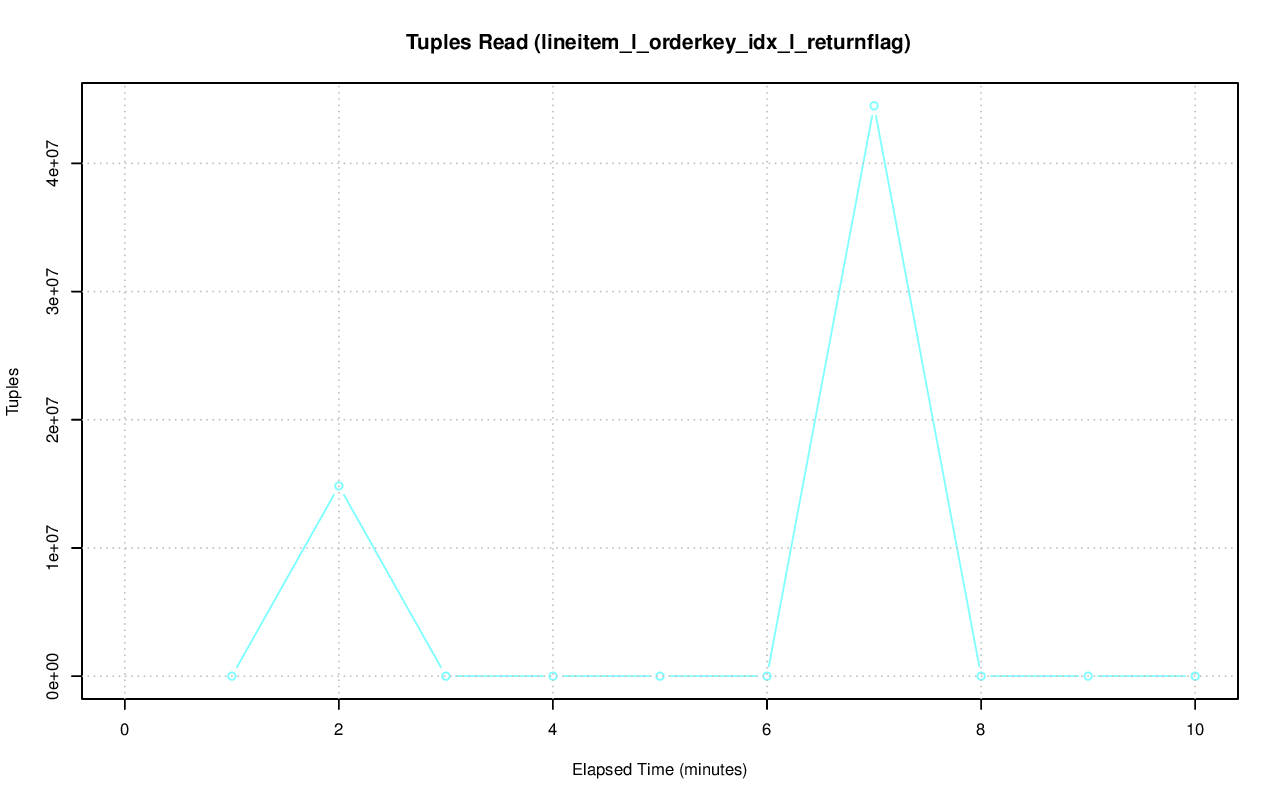 Tuples Read (lineitem_l_orderkey_idx_l_returnflag)
Tuples
4e+07
3e+07
2e+07
1e+07
0e+00
0 2 4 6 8 10
Elapsed Time (minutes)